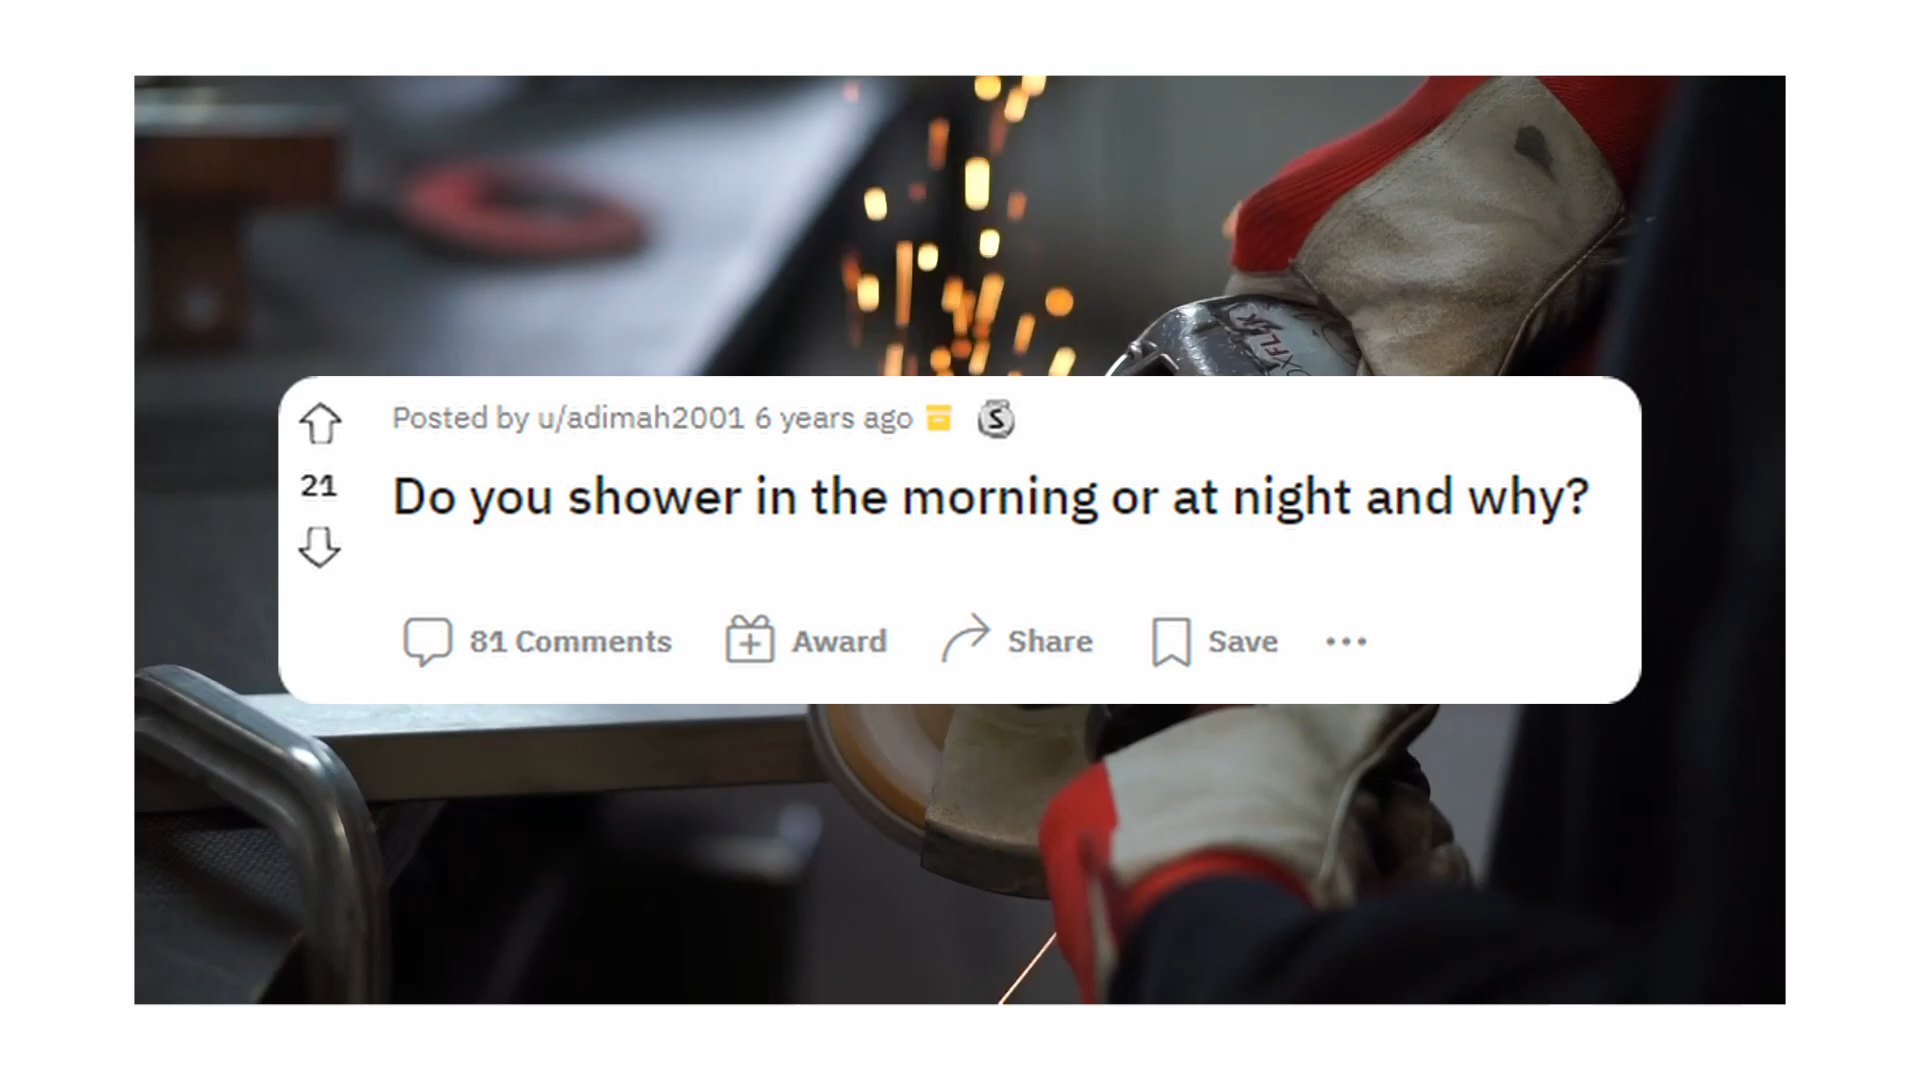 Posted by u/adimah2001 6 years ago
S
21
Do you shower in the morning or at night and why?
81 Comments Award Share Save